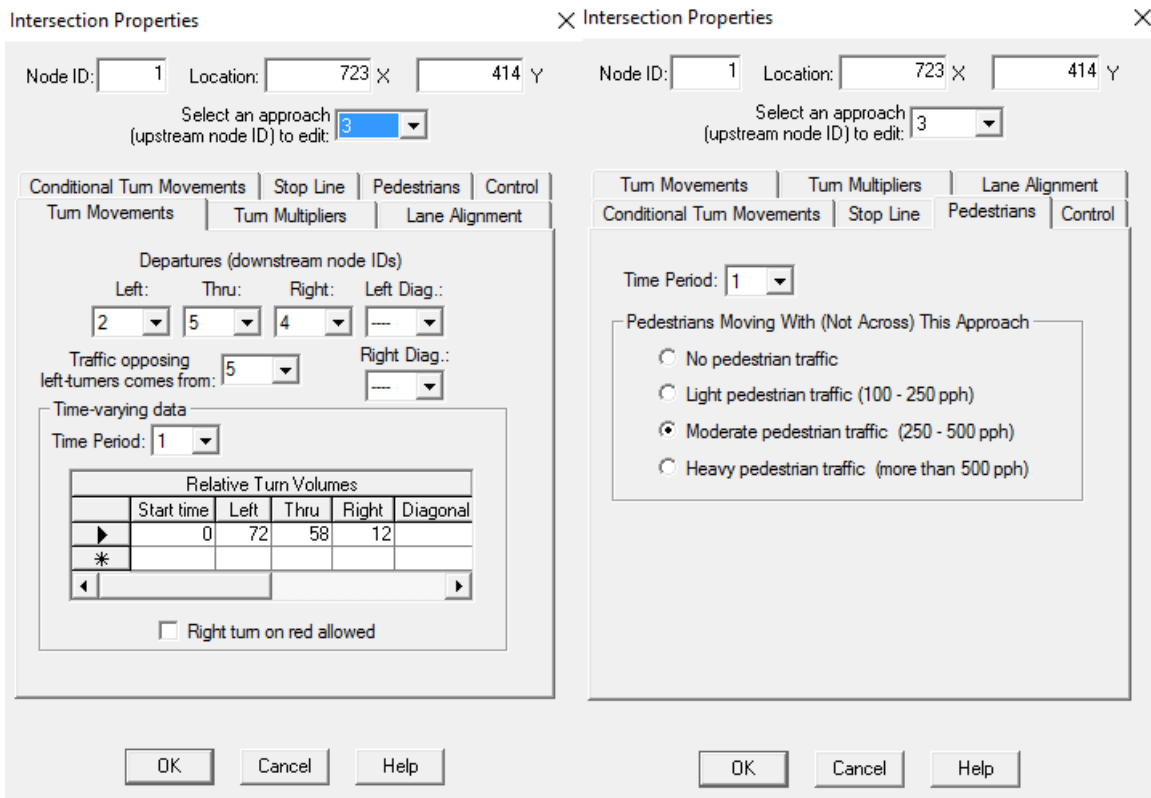 Intersection Properties
Node ID: 1 Location: 723 X 414 Y
Select an approach
(upstream node ID) to edit: 3
Conditional Turn Movements Stop Line Pedestrians Control
Turn Movements Turn Multipliers Lane Alignment
Departures (downstream node IDs)
Left: Thru: Right: Left Diag.:
2 5 4 ----
Traffic opposing
left-turners comes from: 5
Right Diag.:
----
Time-varying data
Time Period: 1
Relative Turn Volumes
Start time Left Thru Right Diagonal
0 72 58 12
Right turn on red allowed
OK Cancel Help
Intersection Properties
Node ID: 1 Location: 723 X 414 Y
Select an approach
(upstream node ID) to edit: 3
Turn Movements Turn Multipliers Lane Alignment
Conditional Turn Movements Stop Line Pedestrians Control
Time Period: 1
Pedestrians Moving With (Not Across) This Approach
No pedestrian traffic
Light pedestrian traffic (100 - 250 pph)
Moderate pedestrian traffic (250 - 500 pph)
Heavy pedestrian traffic (more than 500 pph)
OK Cancel Help